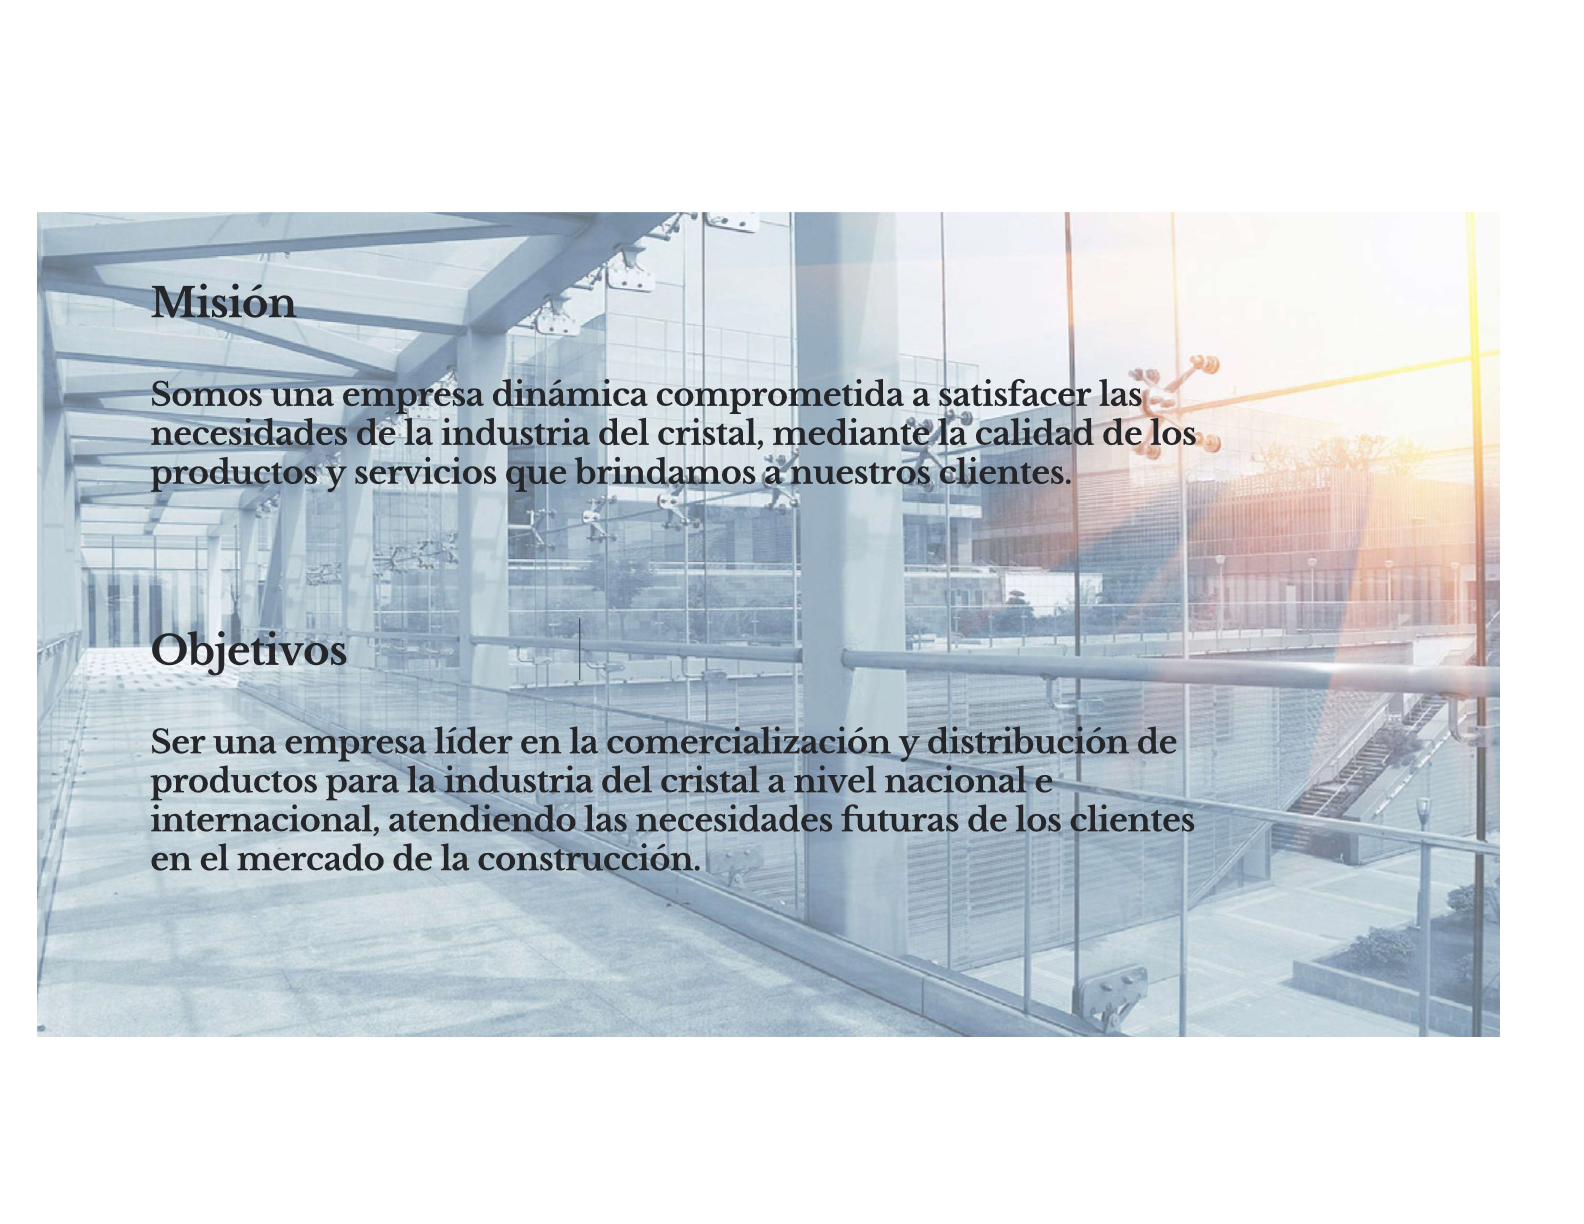 Misión
Somos una empresa dinámica comprometida a satisfacer las
necesidades de la industria del cristal, mediante la calidad de los
productos y servicios que brindamos a nuestros clientes.
Objetivos
Ser una empresa líder en la comercialización y distribución de
productos para la industria del cristal a nivel nacional e
internacional, atendiendo las necesidades futuras de los clientes
en el mercado de la construcción.